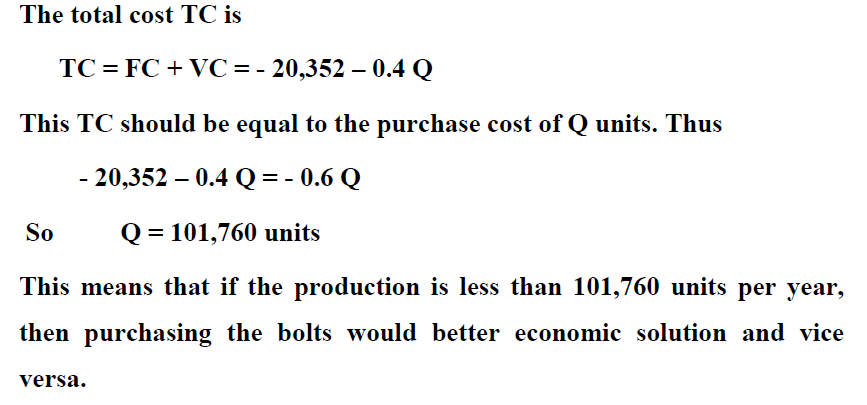 The total cost TC is
TC = FC + VC = - 20,352 – 0.4 Q
This TC should be equal to the purchase cost of Q units. Thus
- 20,352 – 0.4 Q = - 0.6 Q
So Q = 101,760 units
This means that if the production is less than 101,760 units per year,
then purchasing the bolts would better economic solution and vice
versa.